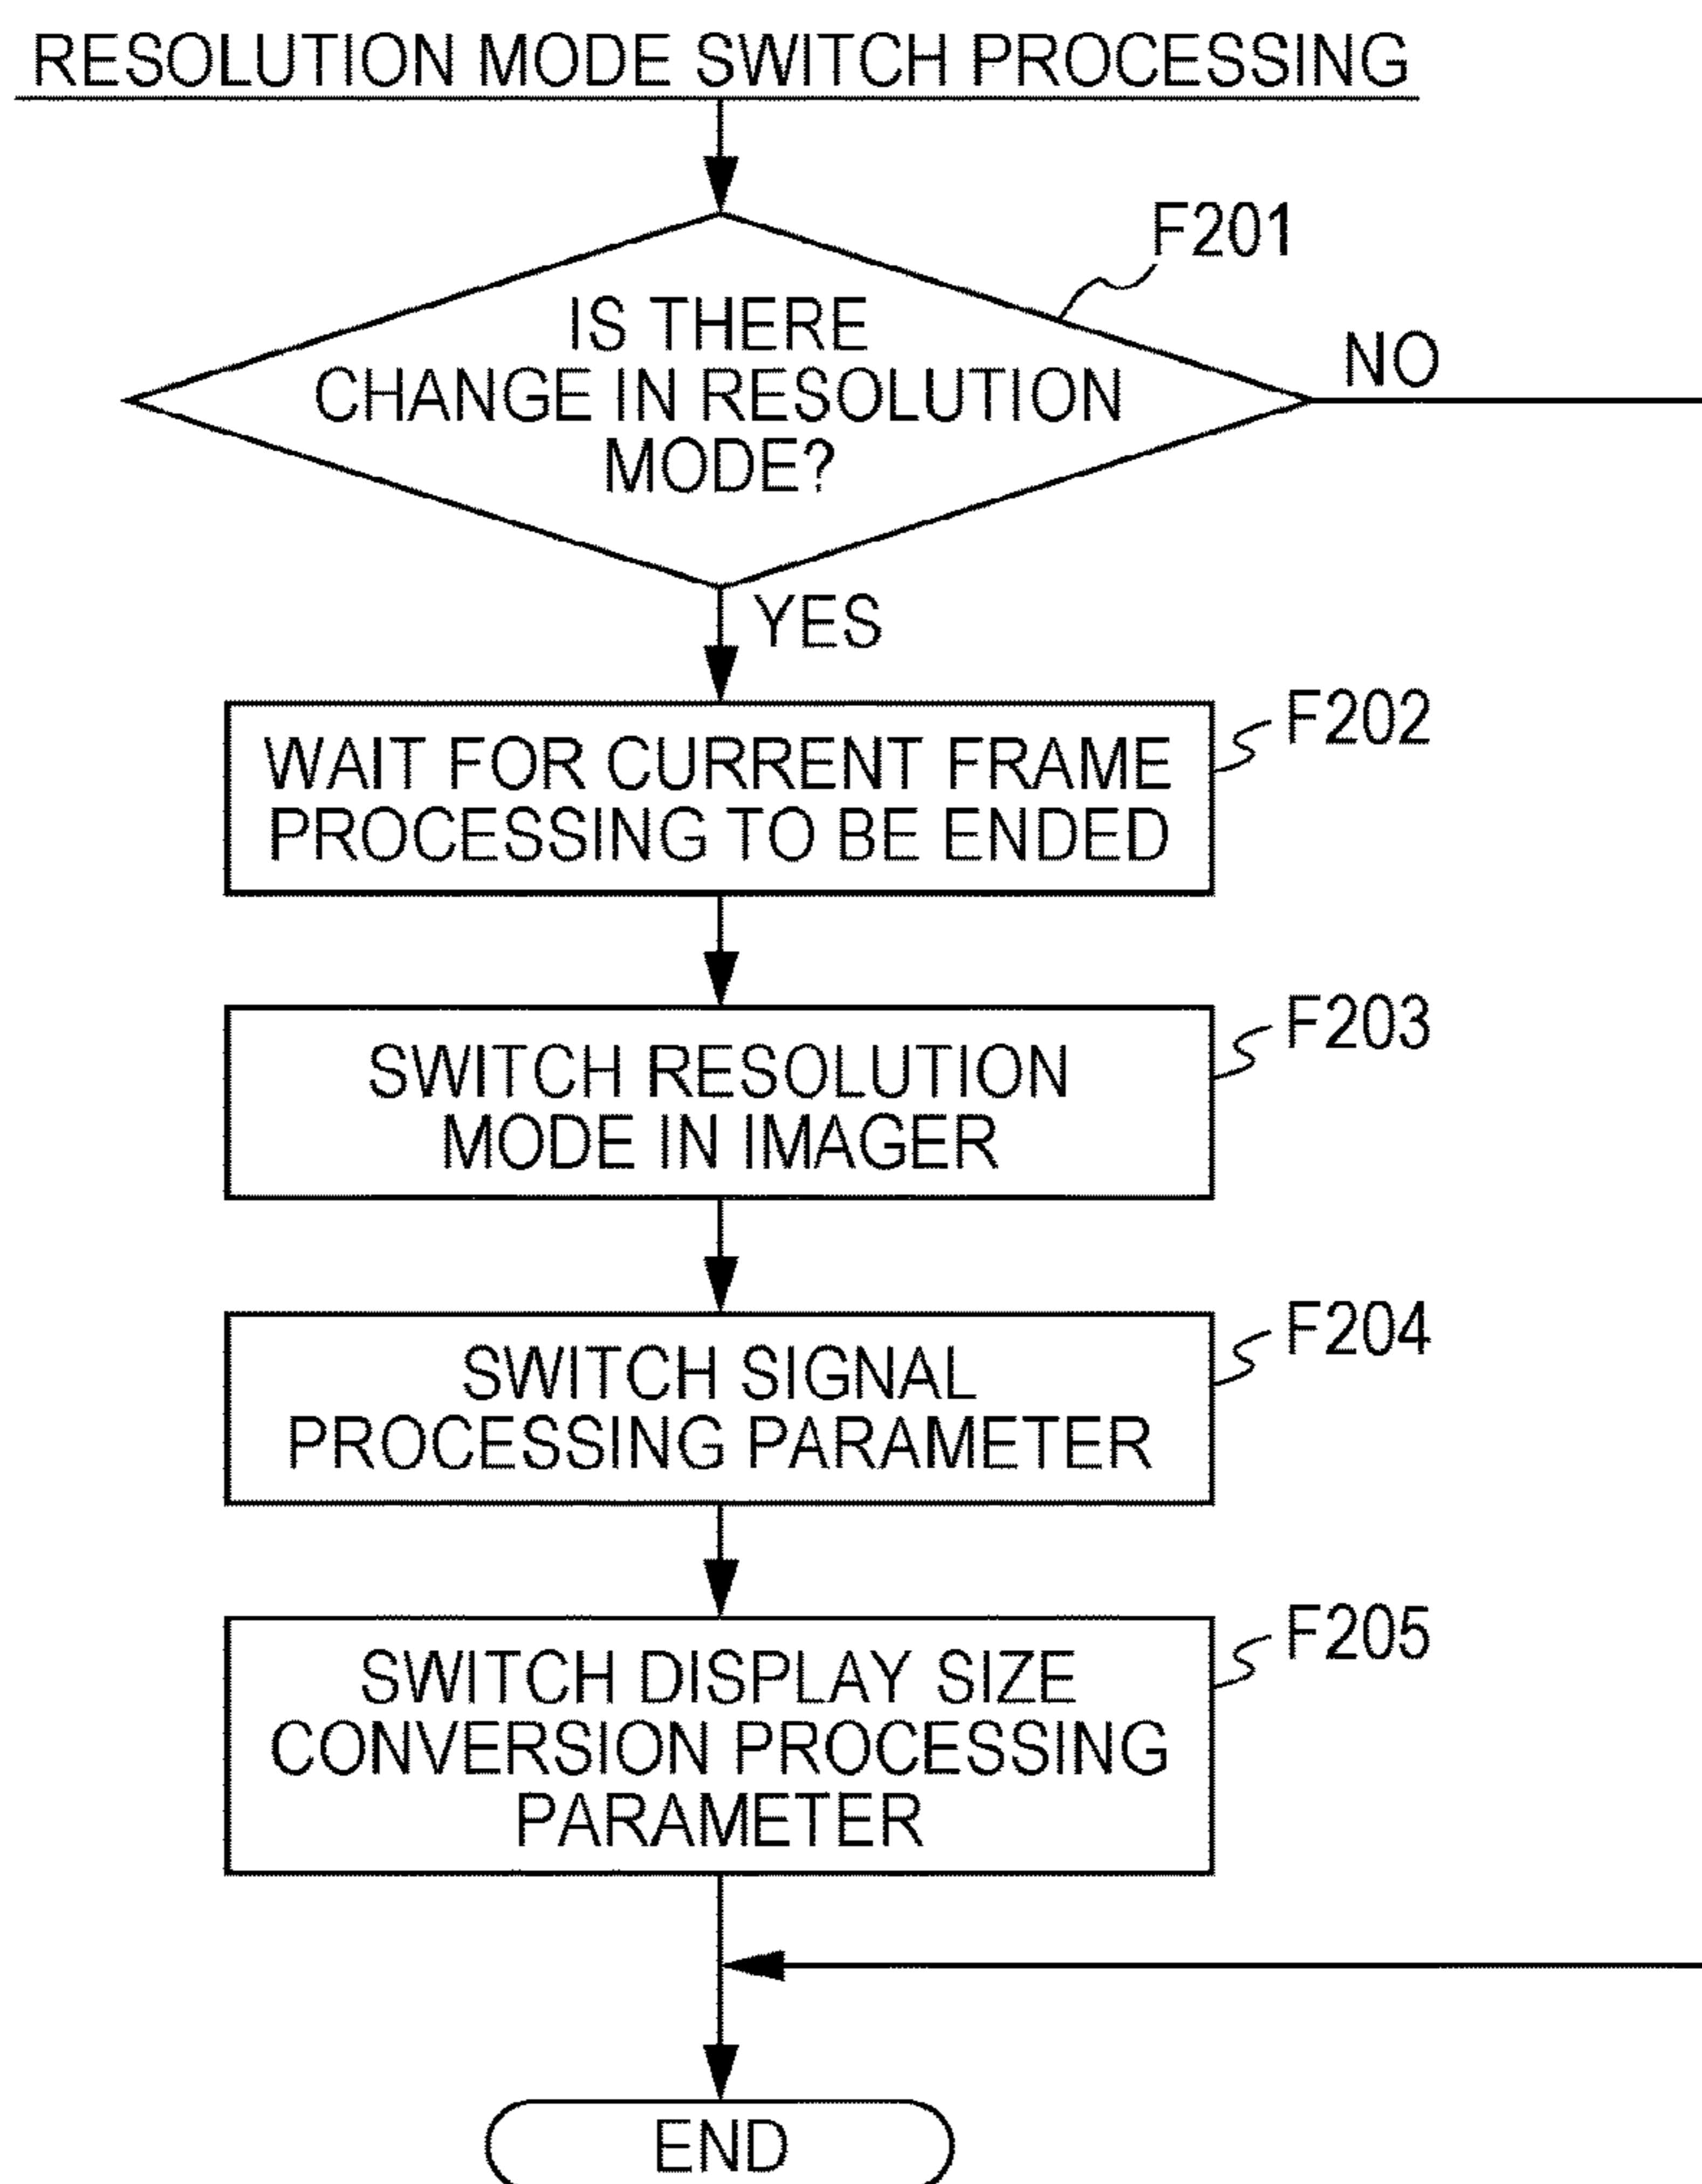 RESOLUTION MODE SWITCH PROCESSING
F201
IS THERE
CHANGE IN RESOLUTION
MODE?
NO
YES
F202
WAIT FOR CURRENT FRAME
PROCESSING TO BE ENDED
F203
SWITCH RESOLUTION
MODE IN IMAGER
F204
SWITCH SIGNAL
PROCESSING PARAMETER
F205
SWITCH DISPLAY SIZE
CONVERSION PROCESSING
PARAMETER
END